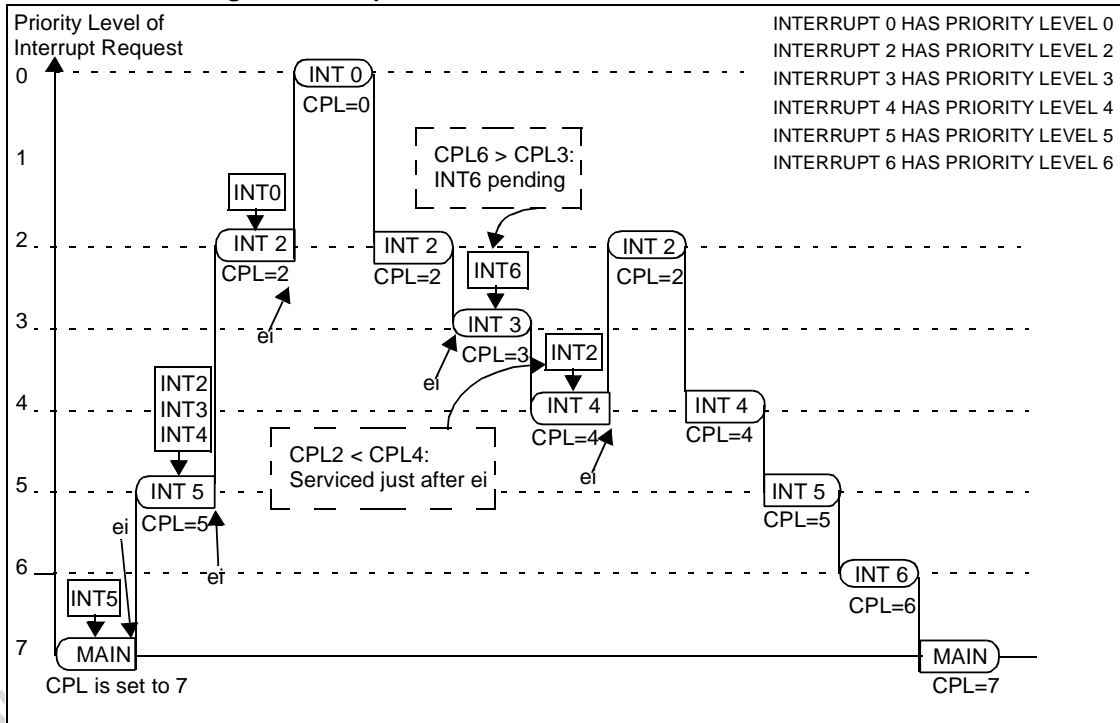 Priority Level of
Interrupt Request
INTERRUPT 0 HAS PRIORITY LEVEL 0
INTERRUPT 2 HAS PRIORITY LEVEL 2
INTERRUPT 3 HAS PRIORITY LEVEL 3
INTERRUPT 4 HAS PRIORITY LEVEL 4
INTERRUPT 5 HAS PRIORITY LEVEL 5
INTERRUPT 6 HAS PRIORITY LEVEL 6
0
INT 0
CPL=0
1
CPL6 > CPL3:
INT6 pending
INT0
2
INT 2
CPL=2
INT 2
CPL=2
INT 2
CPL=2
INT6
ei
3
INT 3
CPL=3
ei
INT2
INT2
INT3
INT4
4
INT 4
CPL=4
INT 4
CPL=4
CPL2 < CPL4:
Serviced just after ei
ei
5
INT 5
CPL=5
INT 5
CPL=5
ei
ei
6
INT 6
CPL=6
INT5
7
MAIN
CPL is set to 7
MAIN
CPL=7